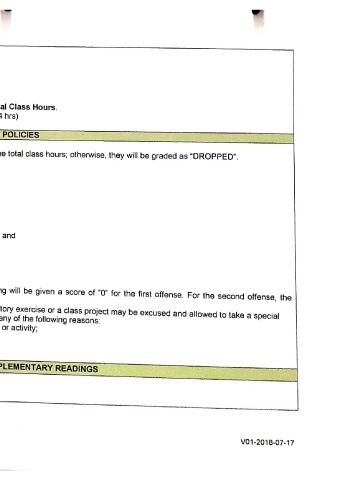 al Class Hours.
4 hrs)
POLICIES
e total class hours; otherwise, they will be graded as "DROPPED".
and
ng will be given a score of "0" for the first offense. For the second offense, the
tory exercise or a class project may be excused and allowed to take a special
any of the following reasons:
or activity;
PLEMENTARY READINGS
V01-2018-07-17